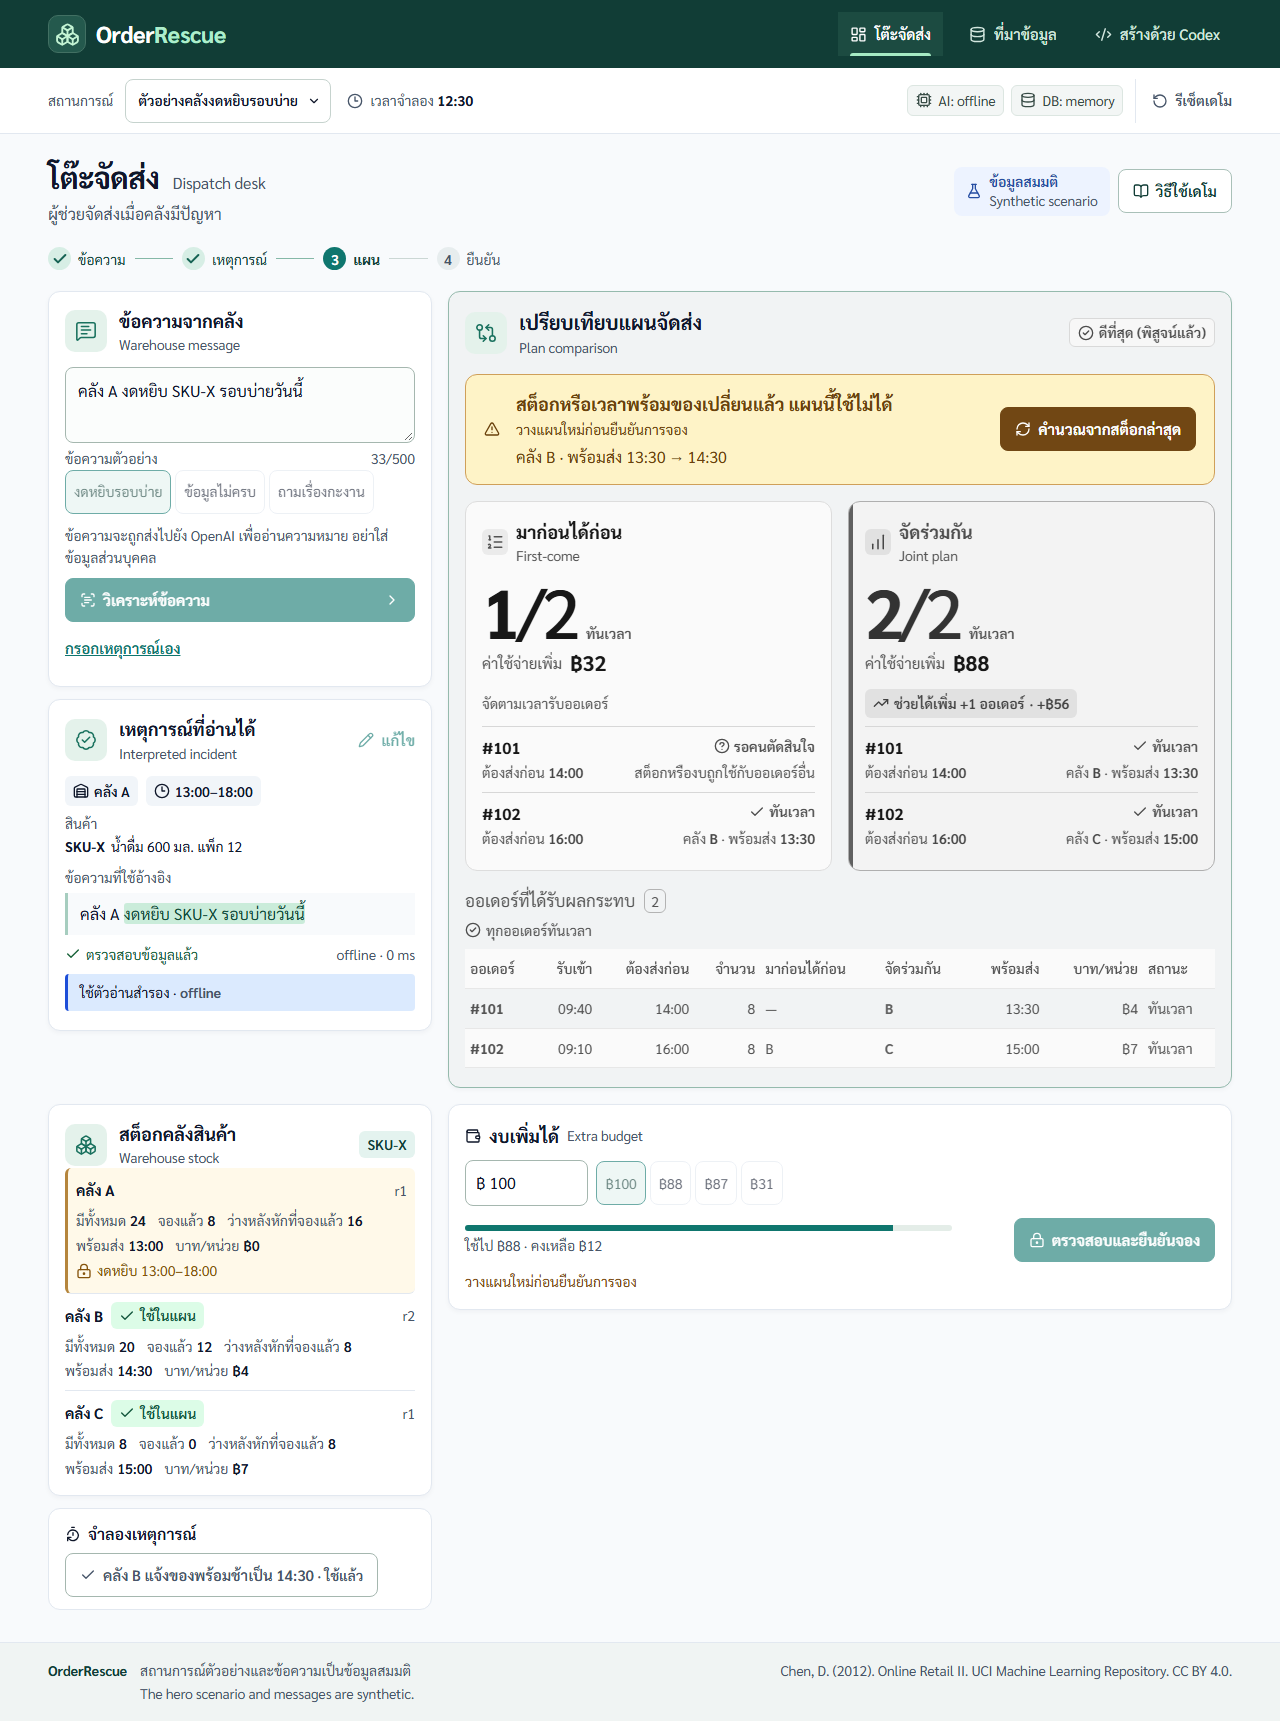 OrderRescue
โต๊ะจัดส่ง
ที่มาข้อมูล
สร้างด้วย Codex
สถานการณ์
ตัวอย่างคลังงดหยิบรอบบ่าย
เวลาจำลอง 12:30
AI: offline
DB: memory
รีเซ็ตเดโม
โต๊ะจัดส่ง Dispatch desk
ผู้ช่วยจัดส่งเมื่อคลังมีปัญหา
ข้อมูลสมมติ
Synthetic scenario
วิธีใช้เดโม
ข้อความ
เหตุการณ์
3 แผน
4 ยืนยัน
ข้อความจากคลัง
Warehouse message
คลัง A งดหยิบ SKU-X รอบบ่ายวันนี้
ข้อความตัวอย่าง 33/500
งดหยิบรอบบ่าย ข้อมูลไม่ครบ ถามเรื่องกะงาน
ข้อความจะถูกส่งไปยัง OpenAI เพื่ออ่านความหมาย อย่าใส่
ข้อมูลส่วนบุคคล
วิเคราะห์ข้อความ
กรอกเหตุการณ์เอง
เหตุการณ์ที่อ่านได้
Interpreted incident
แก้ไข
คลัง A 13:00–18:00
สินค้า
SKU-X น้ำดื่ม 600 มล. แพ็ก 12
ข้อความที่ใช้อ้างอิง
คลัง A งดหยิบ SKU-X รอบบ่ายวันนี้
ตรวจสอบข้อมูลแล้ว offline · 0 ms
ใช้ตัวอ่านสำรอง · offline
เปรียบเทียบแผนจัดส่ง
Plan comparison
ดีที่สุด (พิสูจน์แล้ว)
สต็อกหรือเวลาพร้อมของเปลี่ยนแล้ว แผนนี้ใช้ไม่ได้
วางแผนใหม่ก่อนยืนยันการจอง
คลัง B · พร้อมส่ง 13:30 → 14:30
คำนวณจากสต็อกล่าสุด
มาก่อนได้ก่อน
First-come
1/2 ทันเวลา
ค่าใช้จ่ายเพิ่ม ฿32
จัดตามเวลารับออเดอร์
#101 รอคนตัดสินใจ
ต้องส่งก่อน 14:00 สต็อกหรืองบถูกใช้กับออเดอร์อื่น
#102 ทันเวลา
ต้องส่งก่อน 16:00 คลัง B · พร้อมส่ง 13:30
จัดร่วมกัน
Joint plan
2/2 ทันเวลา
ค่าใช้จ่ายเพิ่ม ฿88
ช่วยได้เพิ่ม +1 ออเดอร์ · +฿56
#101 ทันเวลา
ต้องส่งก่อน 14:00 คลัง B · พร้อมส่ง 13:30
#102 ทันเวลา
ต้องส่งก่อน 16:00 คลัง C · พร้อมส่ง 15:00
ออเดอร์ที่ได้รับผลกระทบ 2
ทุกออเดอร์ทันเวลา
ออเดอร์ รับเข้า ต้องส่งก่อน จำนวน มาก่อนได้ก่อน จัดร่วมกัน พร้อมส่ง บาท/หน่วย สถานะ
#101 09:40 14:00 8 — B 13:30 ฿4 ทันเวลา
#102 09:10 16:00 8 B C 15:00 ฿7 ทันเวลา
สต็อกคลังสินค้า
Warehouse stock
SKU-X
คลัง A r1
มีทั้งหมด 24 จองแล้ว 8 ว่างหลังหักที่จองแล้ว 16
พร้อมส่ง 13:00 บาท/หน่วย ฿0
งดหยิบ 13:00–18:00
คลัง B ใช้ในแผน r2
มีทั้งหมด 20 จองแล้ว 12 ว่างหลังหักที่จองแล้ว 8
พร้อมส่ง 14:30 บาท/หน่วย ฿4
คลัง C ใช้ในแผน r1
มีทั้งหมด 8 จองแล้ว 0 ว่างหลังหักที่จองแล้ว 8
พร้อมส่ง 15:00 บาท/หน่วย ฿7
จำลองเหตุการณ์
คลัง B แจ้งของพร้อมช้าเป็น 14:30 · ใช้แล้ว
งบเพิ่มได้ Extra budget
฿ 100 ฿100 ฿88 ฿87 ฿31
ใช้ไป ฿88 · คงเหลือ ฿12
วางแผนใหม่ก่อนยืนยันการจอง
ตรวจสอบและยืนยันจอง
OrderRescue สถานการณ์ตัวอย่างและข้อความเป็นข้อมูลสมมติ
The hero scenario and messages are synthetic.
Chen, D. (2012). Online Retail II. UCI Machine Learning Repository. CC BY 4.0.